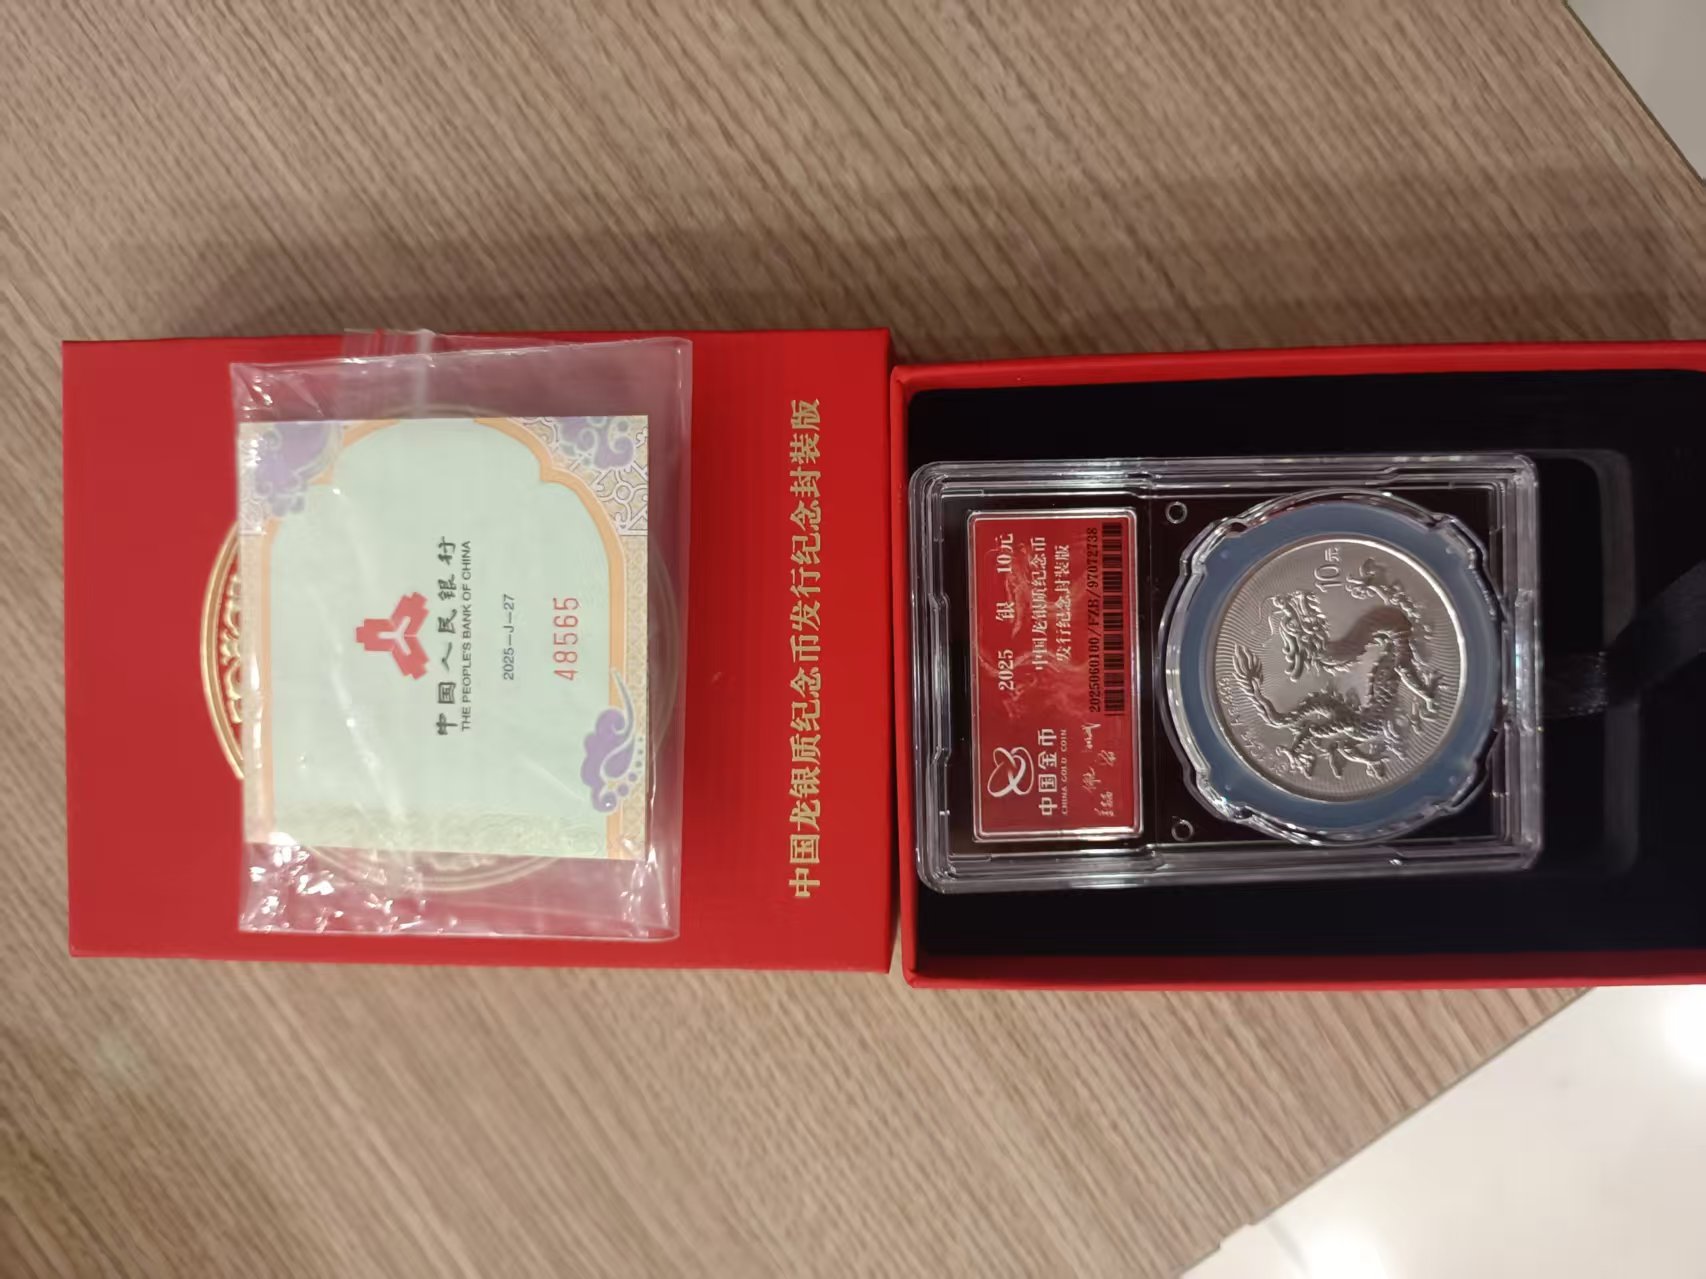 中国人民银行
THE PEOPLE'S BANK OF CHINA
2025-J-27
48565
中国龙银质纪念币发行纪念封装版
中国金币
CHINA GOLD COIN
2025 银 10元
中国龙银质纪念币
发行纪念封装版
2025060100/FZB/97072738
10元